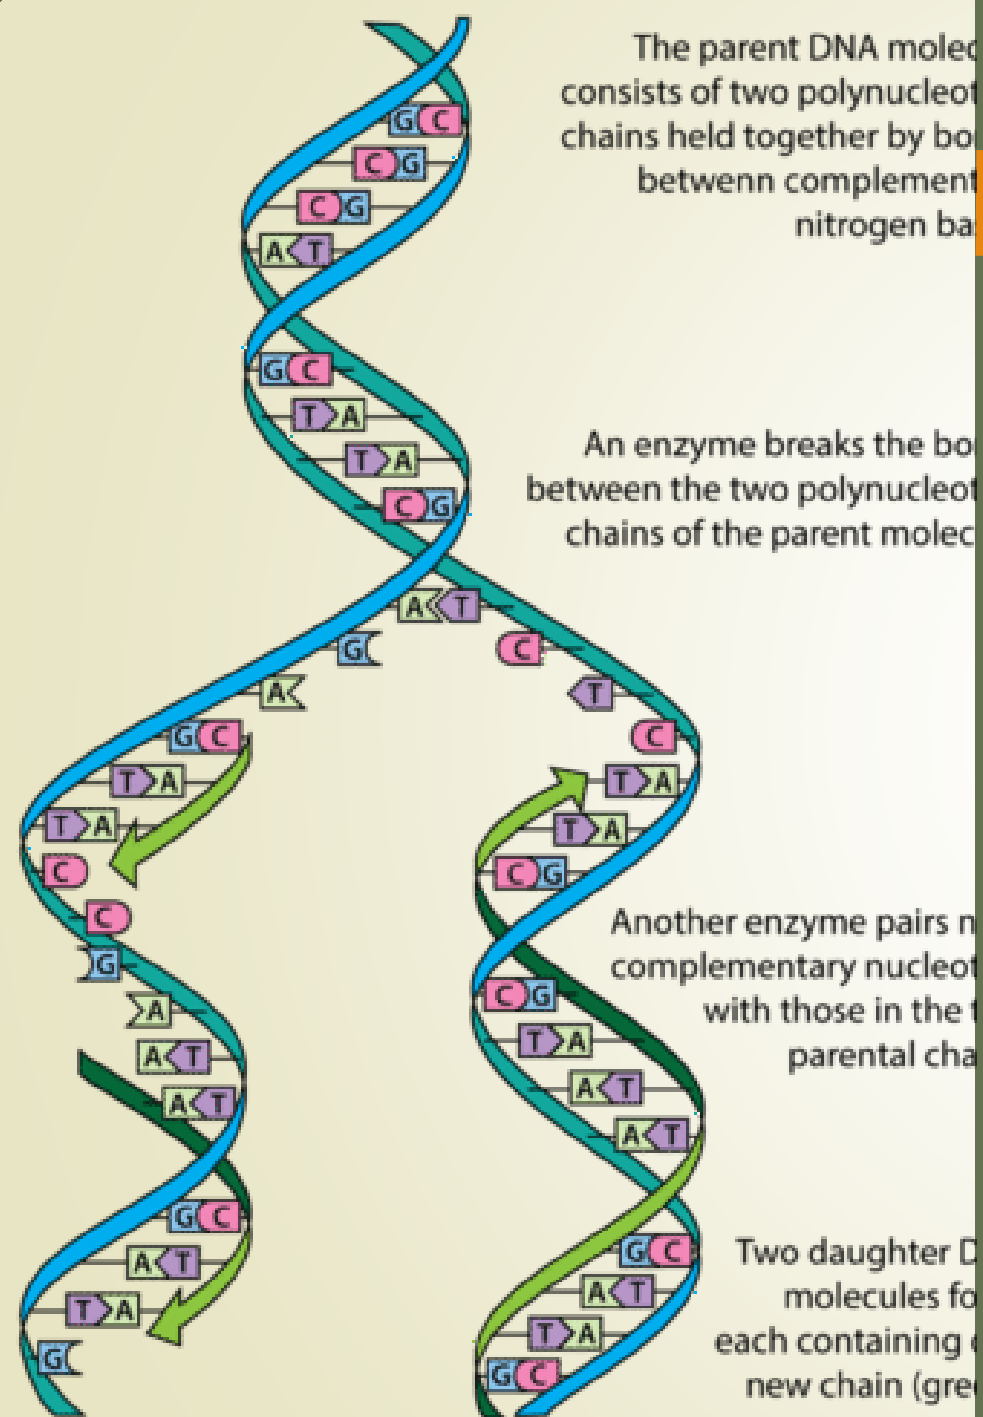 The parent DNA molec
consists of two polynucleot
chains held together by bo
betwenn complement
nitrogen ba
G C
C G
C G
A T
G C
T A
T A
C G
An enzyme breaks the bo
between the two polynucleot
chains of the parent molec
A T
G C
A T
G C C
T A T A
T A T A
C C G
C
G
A
A T
A T
Another enzyme pairs n
complementary nucleot
with those in the t
parental cha
C G
T A
A T
A T
G C
A T
T A
G
Two daughter D
molecules fo
each containing
new chain (gree
G C
A T
T A
G C